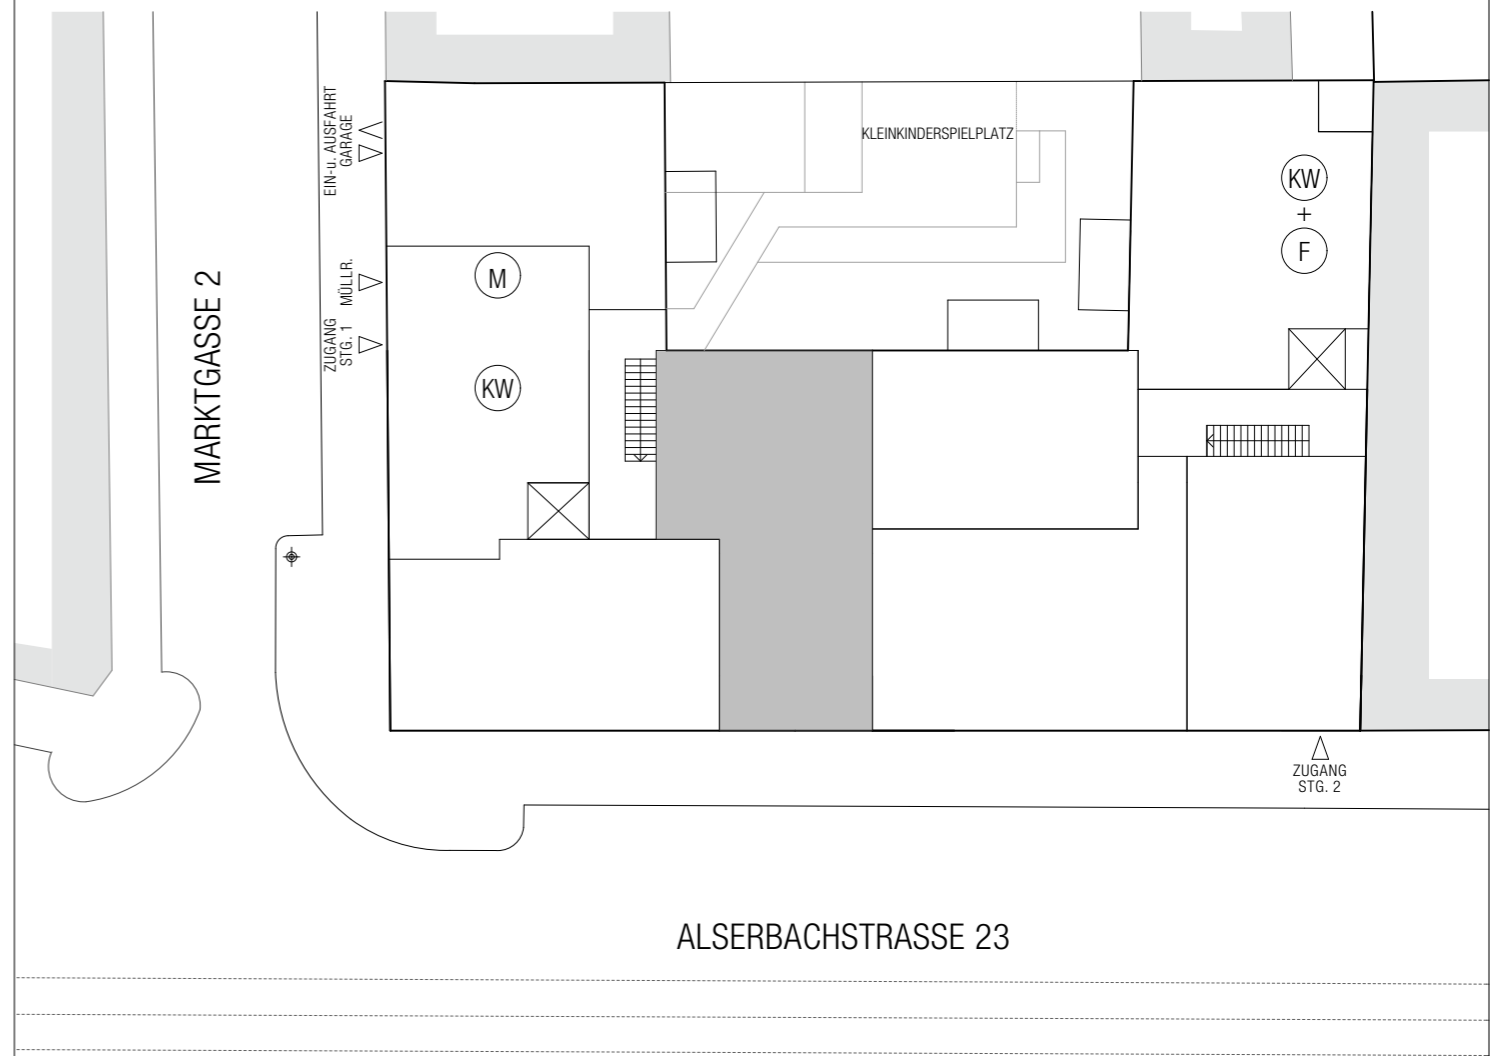 EIN-u. AUSFAHRT
GARAGE
KLEINKINDERSPIELPLATZ
KW
+
F
MÜLLR.
M
MARKTGASSE 2
ZUGANG
STG. 1
KW
ZUGANG
STG. 2
ALSERBACHSTRASSE 23